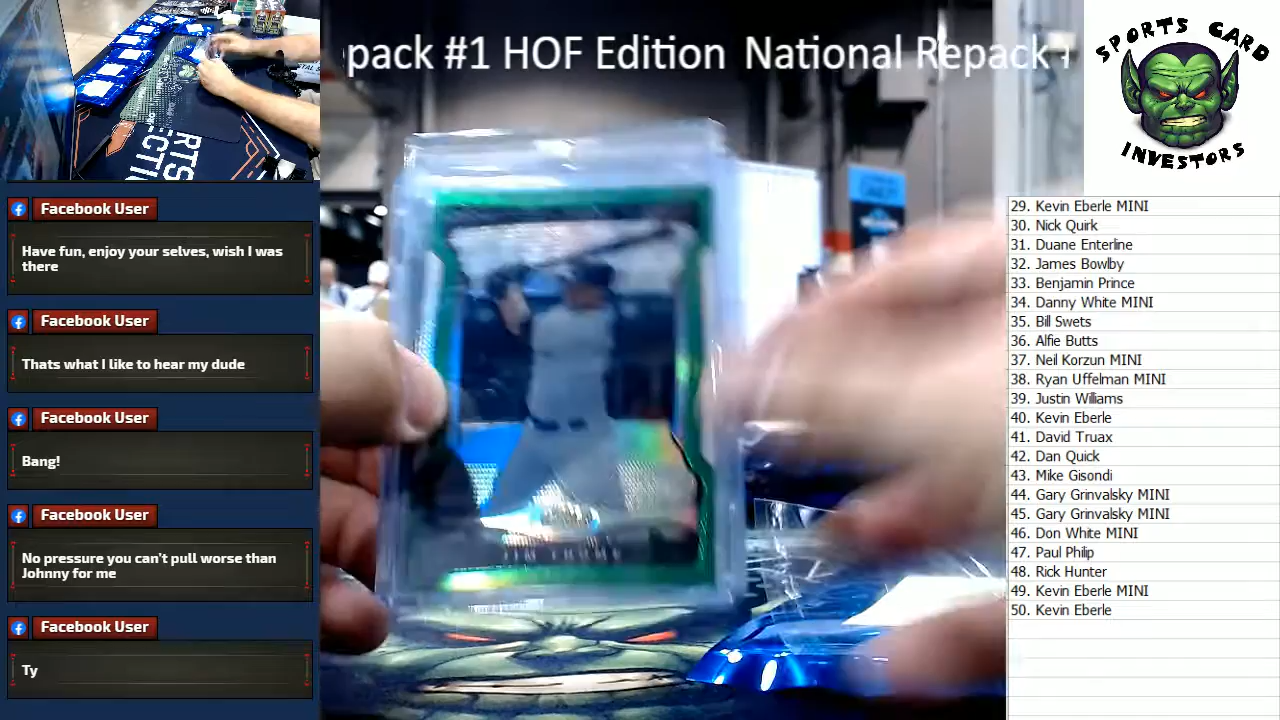 pack #1 HOF Edition National Repack
SPORTS CARD
INVESTORS
RTS
CTI
Facebook User
Have fun, enjoy your selves, wish I was
there
Facebook User
Thats what I like to hear my dude
Facebook User
Bang!
Facebook User
No pressure you can't pull worse than
Johnny for me
Facebook User
Ty
JIM THOME
29. Kevin Eberle MINI
30. Nick Quirk
31. Duane Enterline
32. James Bowlby
33. Benjamin Prince
34. Danny White MINI
35. Bill Swets
36. Alfie Butts
37. Neil Korzun MINI
38. Ryan Uffelman MINI
39. Justin Williams
40. Kevin Eberle
41. David Truax
42. Dan Quick
43. Mike Gisondi
44. Gary Grinvalsky MINI
45. Gary Grinvalsky MINI
46. Don White MINI
47. Paul Philip
48. Rick Hunter
49. Kevin Eberle MINI
50. Kevin Eberle